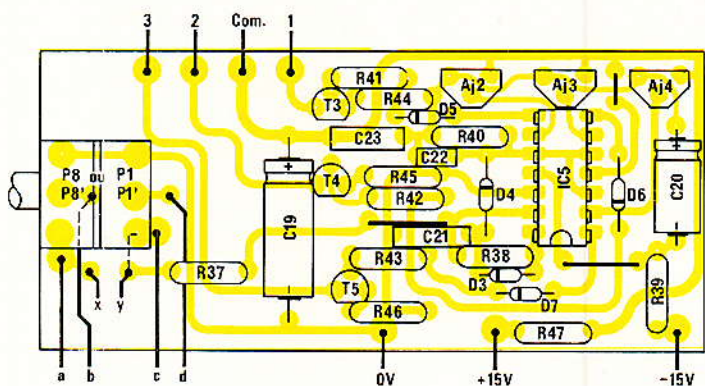 3 2 Com. 1
R41 Aj2 Aj3 Aj4
T3 R44 D5
C23 R40
P8 OU P1
P8' P1'
C22
T4 R45 D4 IC5 D6 C20
R42
C19
C21
R37 R43 R38
x y T5 D3 D7 R39
R46 R47
a b c d 0V +15V -15V